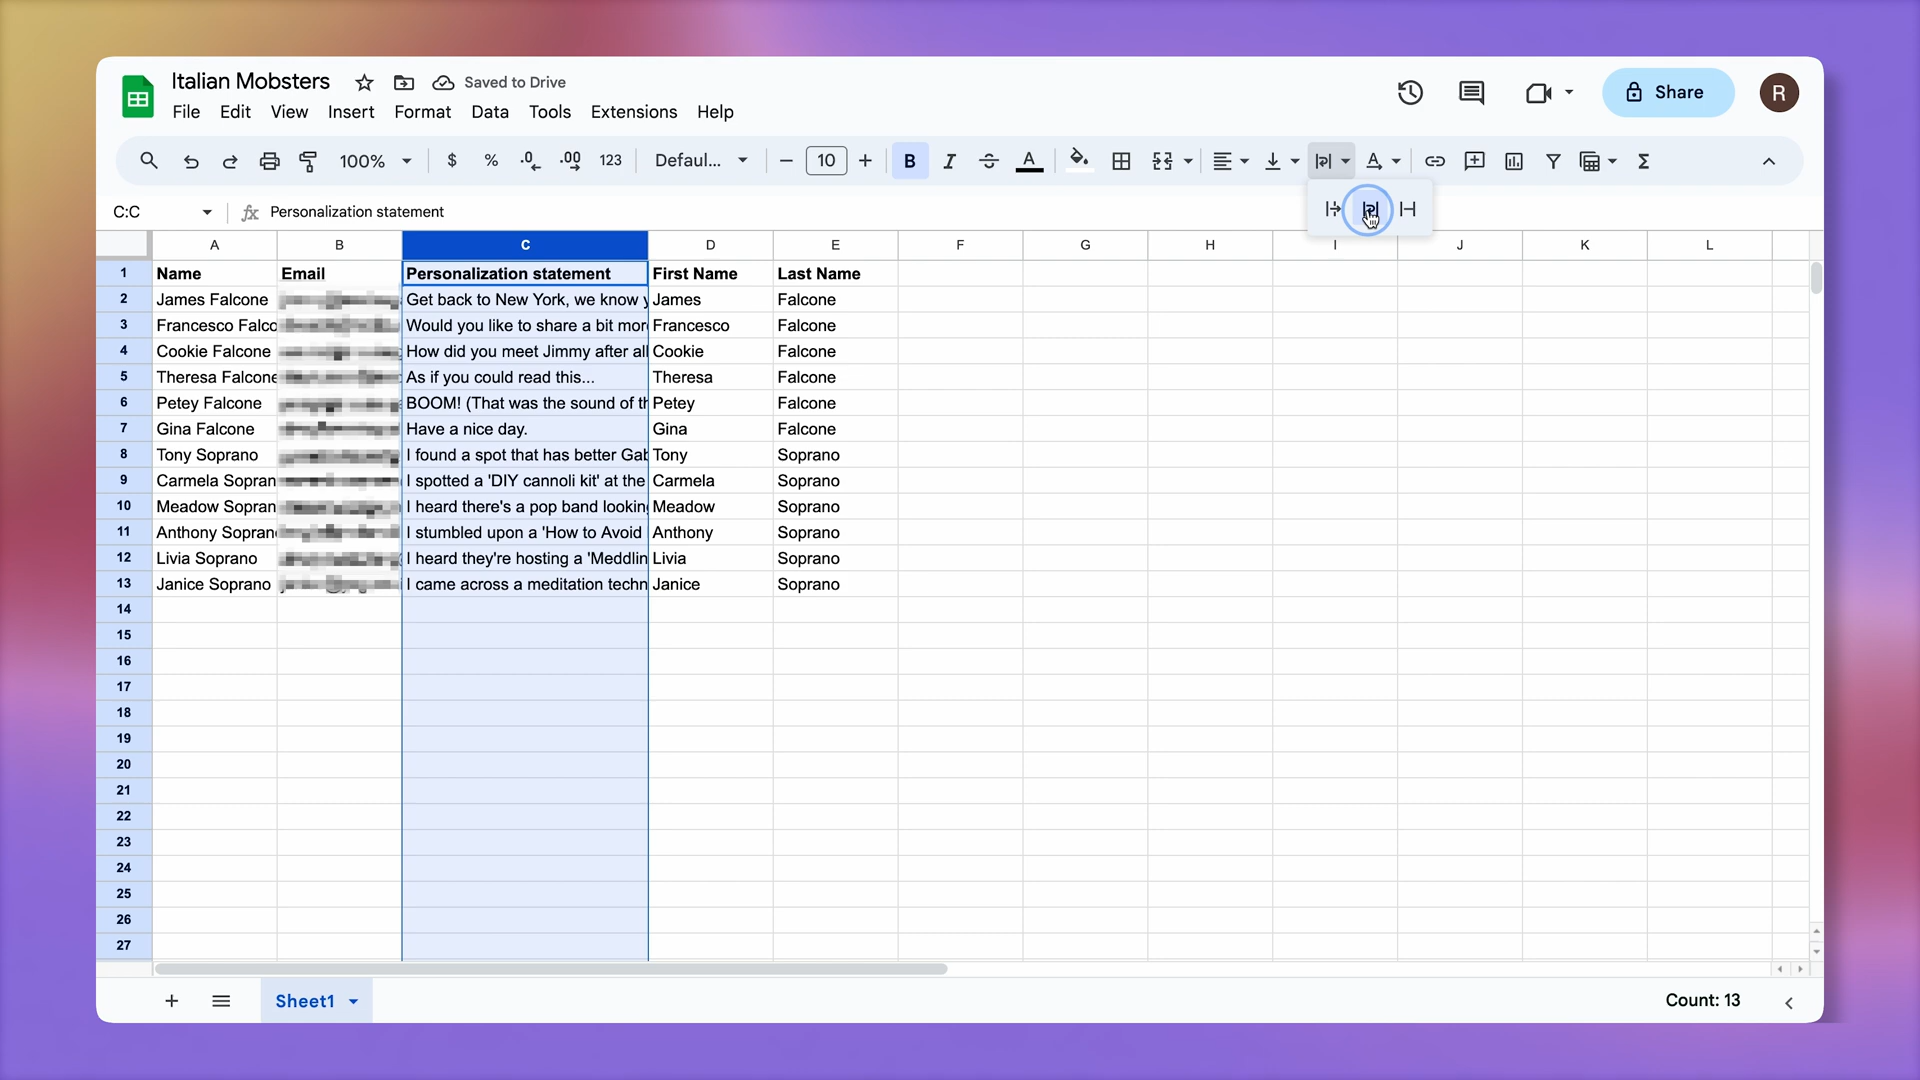 Italian Mobsters Saved to Drive
File Edit View Insert Format Data Tools Extensions Help
Share
R
100% $ % .0 .00 123 Defaul... 10 B I A
C:C fx Personalization statement
A B C D E F G H I J K L
1 Name Email Personalization statement First Name Last Name
2 James Falcone Get back to New York, we know James Falcone
3 Francesco Falco Would you like to share a bit mor Francesco Falcone
4 Cookie Falcone How did you meet Jimmy after all Cookie Falcone
5 Theresa Falcone As if you could read this... Theresa Falcone
6 Petey Falcone BOOM! (That was the sound of th Petey Falcone
7 Gina Falcone Have a nice day. Gina Falcone
8 Tony Soprano I found a spot that has better Gab Tony Soprano
9 Carmela Sopran I spotted a 'DIY cannoli kit' at the Carmela Soprano
10 Meadow Sopran I heard there's a pop band lookin Meadow Soprano
11 Anthony Sopran I stumbled upon a 'How to Avoid Anthony Soprano
12 Livia Soprano I heard they're hosting a 'Meddlin Livia Soprano
13 Janice Soprano I came across a meditation techn Janice Soprano
14
15
16
17
18
19
20
21
22
23
24
25
26
27
Sheet1 Count: 13